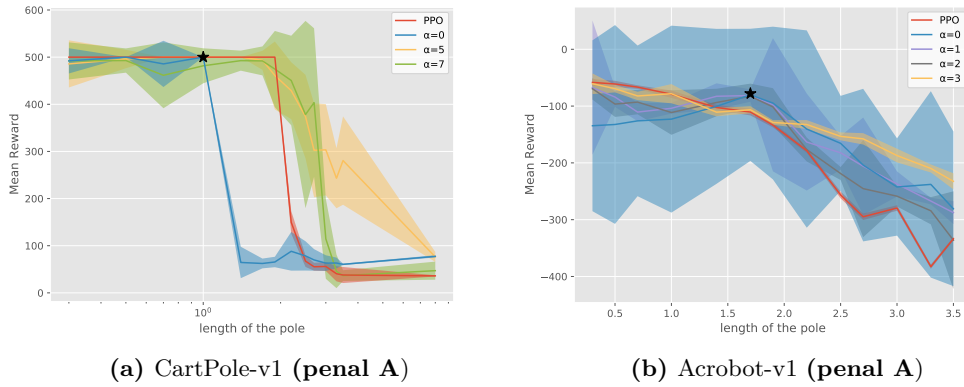 600
500
400
300
200
100
0
Mean Reward
10⁰
length of the pole
PPO
α=0
α=5
α=7
(a) CartPole-v1 (penal A)
0
−100
−200
−300
−400
Mean Reward
0.5 1.0 1.5 2.0 2.5 3.0 3.5
length of the pole
PPO
α=0
α=1
α=2
α=3
(b) Acrobot-v1 (penal A)